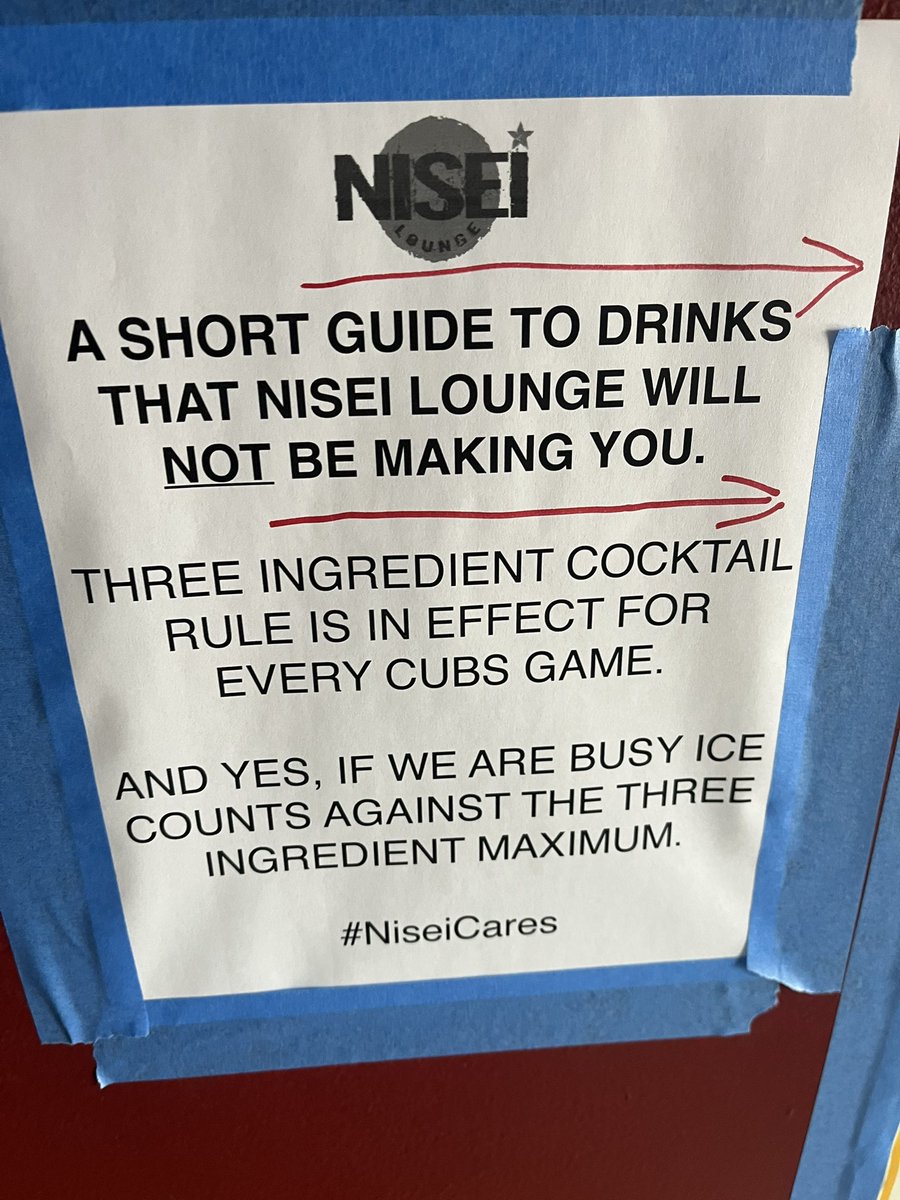 NISEI
LOUNGE
A SHORT GUIDE TO DRINKS
THAT NISEI LOUNGE WILL
NOT BE MAKING YOU.
THREE INGREDIENT COCKTAIL
RULE IS IN EFFECT FOR
EVERY CUBS GAME.
AND YES, IF WE ARE BUSY ICE
COUNTS AGAINST THE THREE
INGREDIENT MAXIMUM.
#NiseiCares